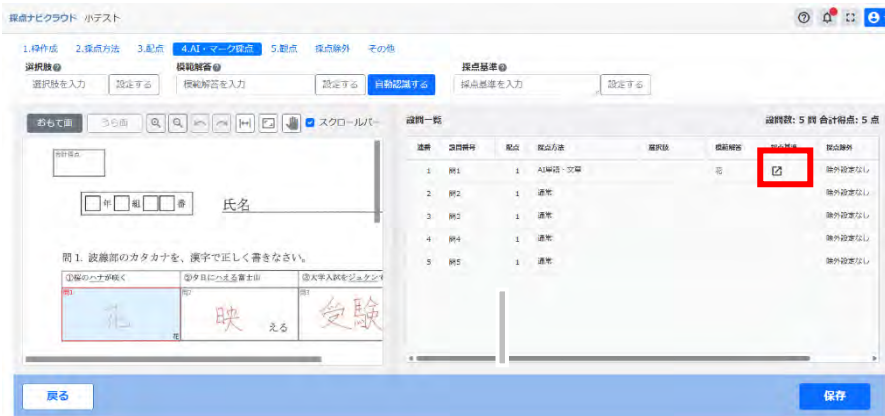 採点ナビクラウド 小テスト
1.枠作成 2.採点方法 3.配点 4.AI・マーク採点 5.観点 採点除外 その他
選択肢 模範解答 採点基準
選択肢を入力 設定する 模範解答を入力 設定する 自動認識する 採点基準を入力 設定する
おもて面 うら面 スクロールバー
設問一覧 設問数: 5 問 合計得点: 5 点
連番 設問番号 配点 採点方法 選択肢 模範解答 採点基準 採点除外
1 問1 1 AI単語・文章 花 除外設定なし
2 問2 1 通常 除外設定なし
3 問3 1 通常 除外設定なし
4 問4 1 通常 除外設定なし
5 問5 1 通常 除外設定なし
合計得点
年 組 番 氏名
問 1. 波線部のカタカナを、漢字で正しく書きなさい。
①桜のハナが咲く ②夕日にハえる富士山 ③大学入試をジュケンす
問1 問2 問3
花 映 える 受験
花
戻る 保存